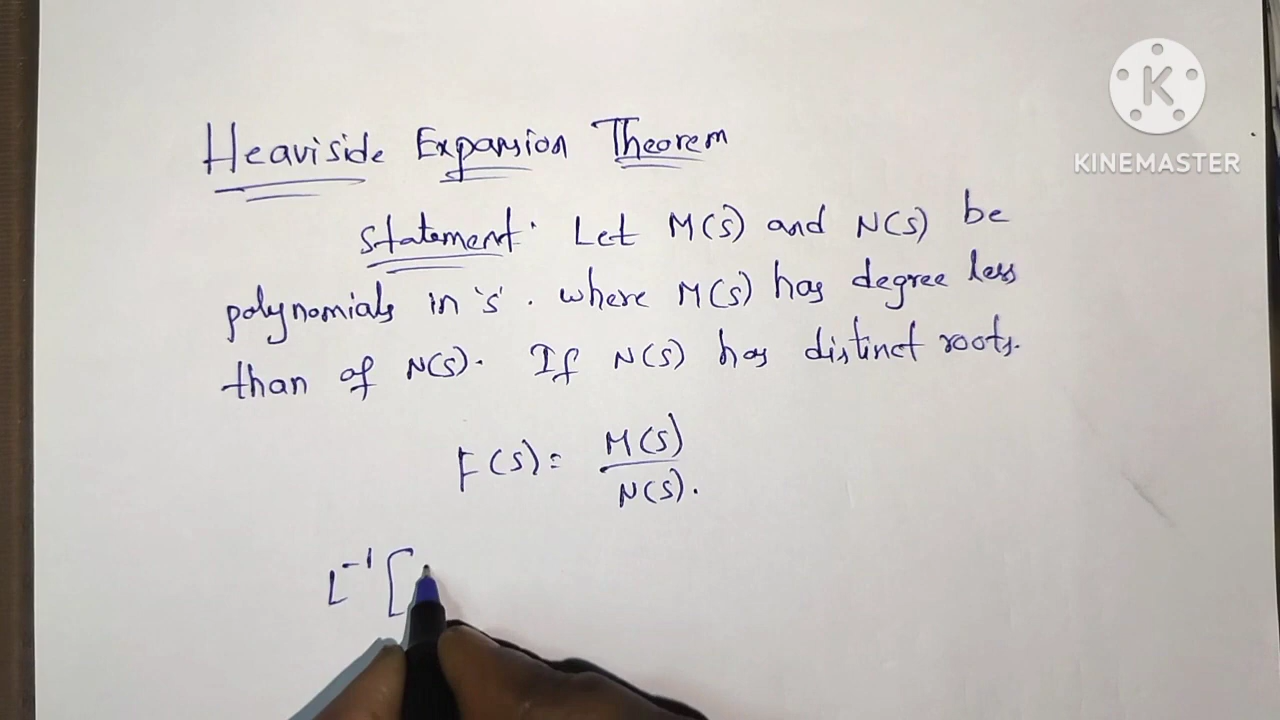 Heaviside Expansion Theorem
Statement: Let M(S) and N(S) be
polynomials in 's'. where M(S) has degree less
than of N(S). If N(S) has distinct roots.
F(S) = M(S)
N(S).
L⁻¹ [
K
KINEMASTER